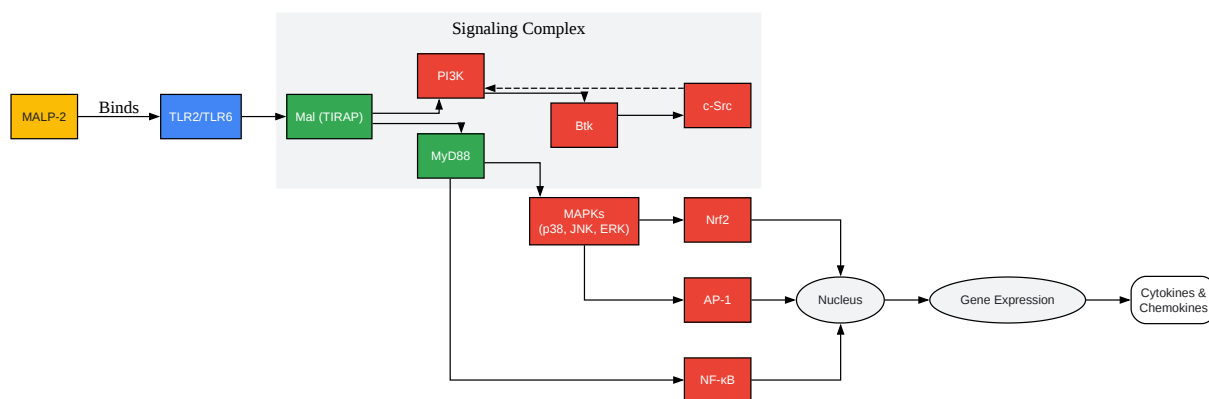 Signaling Complex
PI3K
c-Src
MALP-2
Binds
TLR2/TLR6
Mal (TIRAP)
Btk
MyD88
MAPKs
(p38, JNK, ERK)
Nrf2
AP-1
Nucleus
Gene Expression
Cytokines &
Chemokines
NF-κB